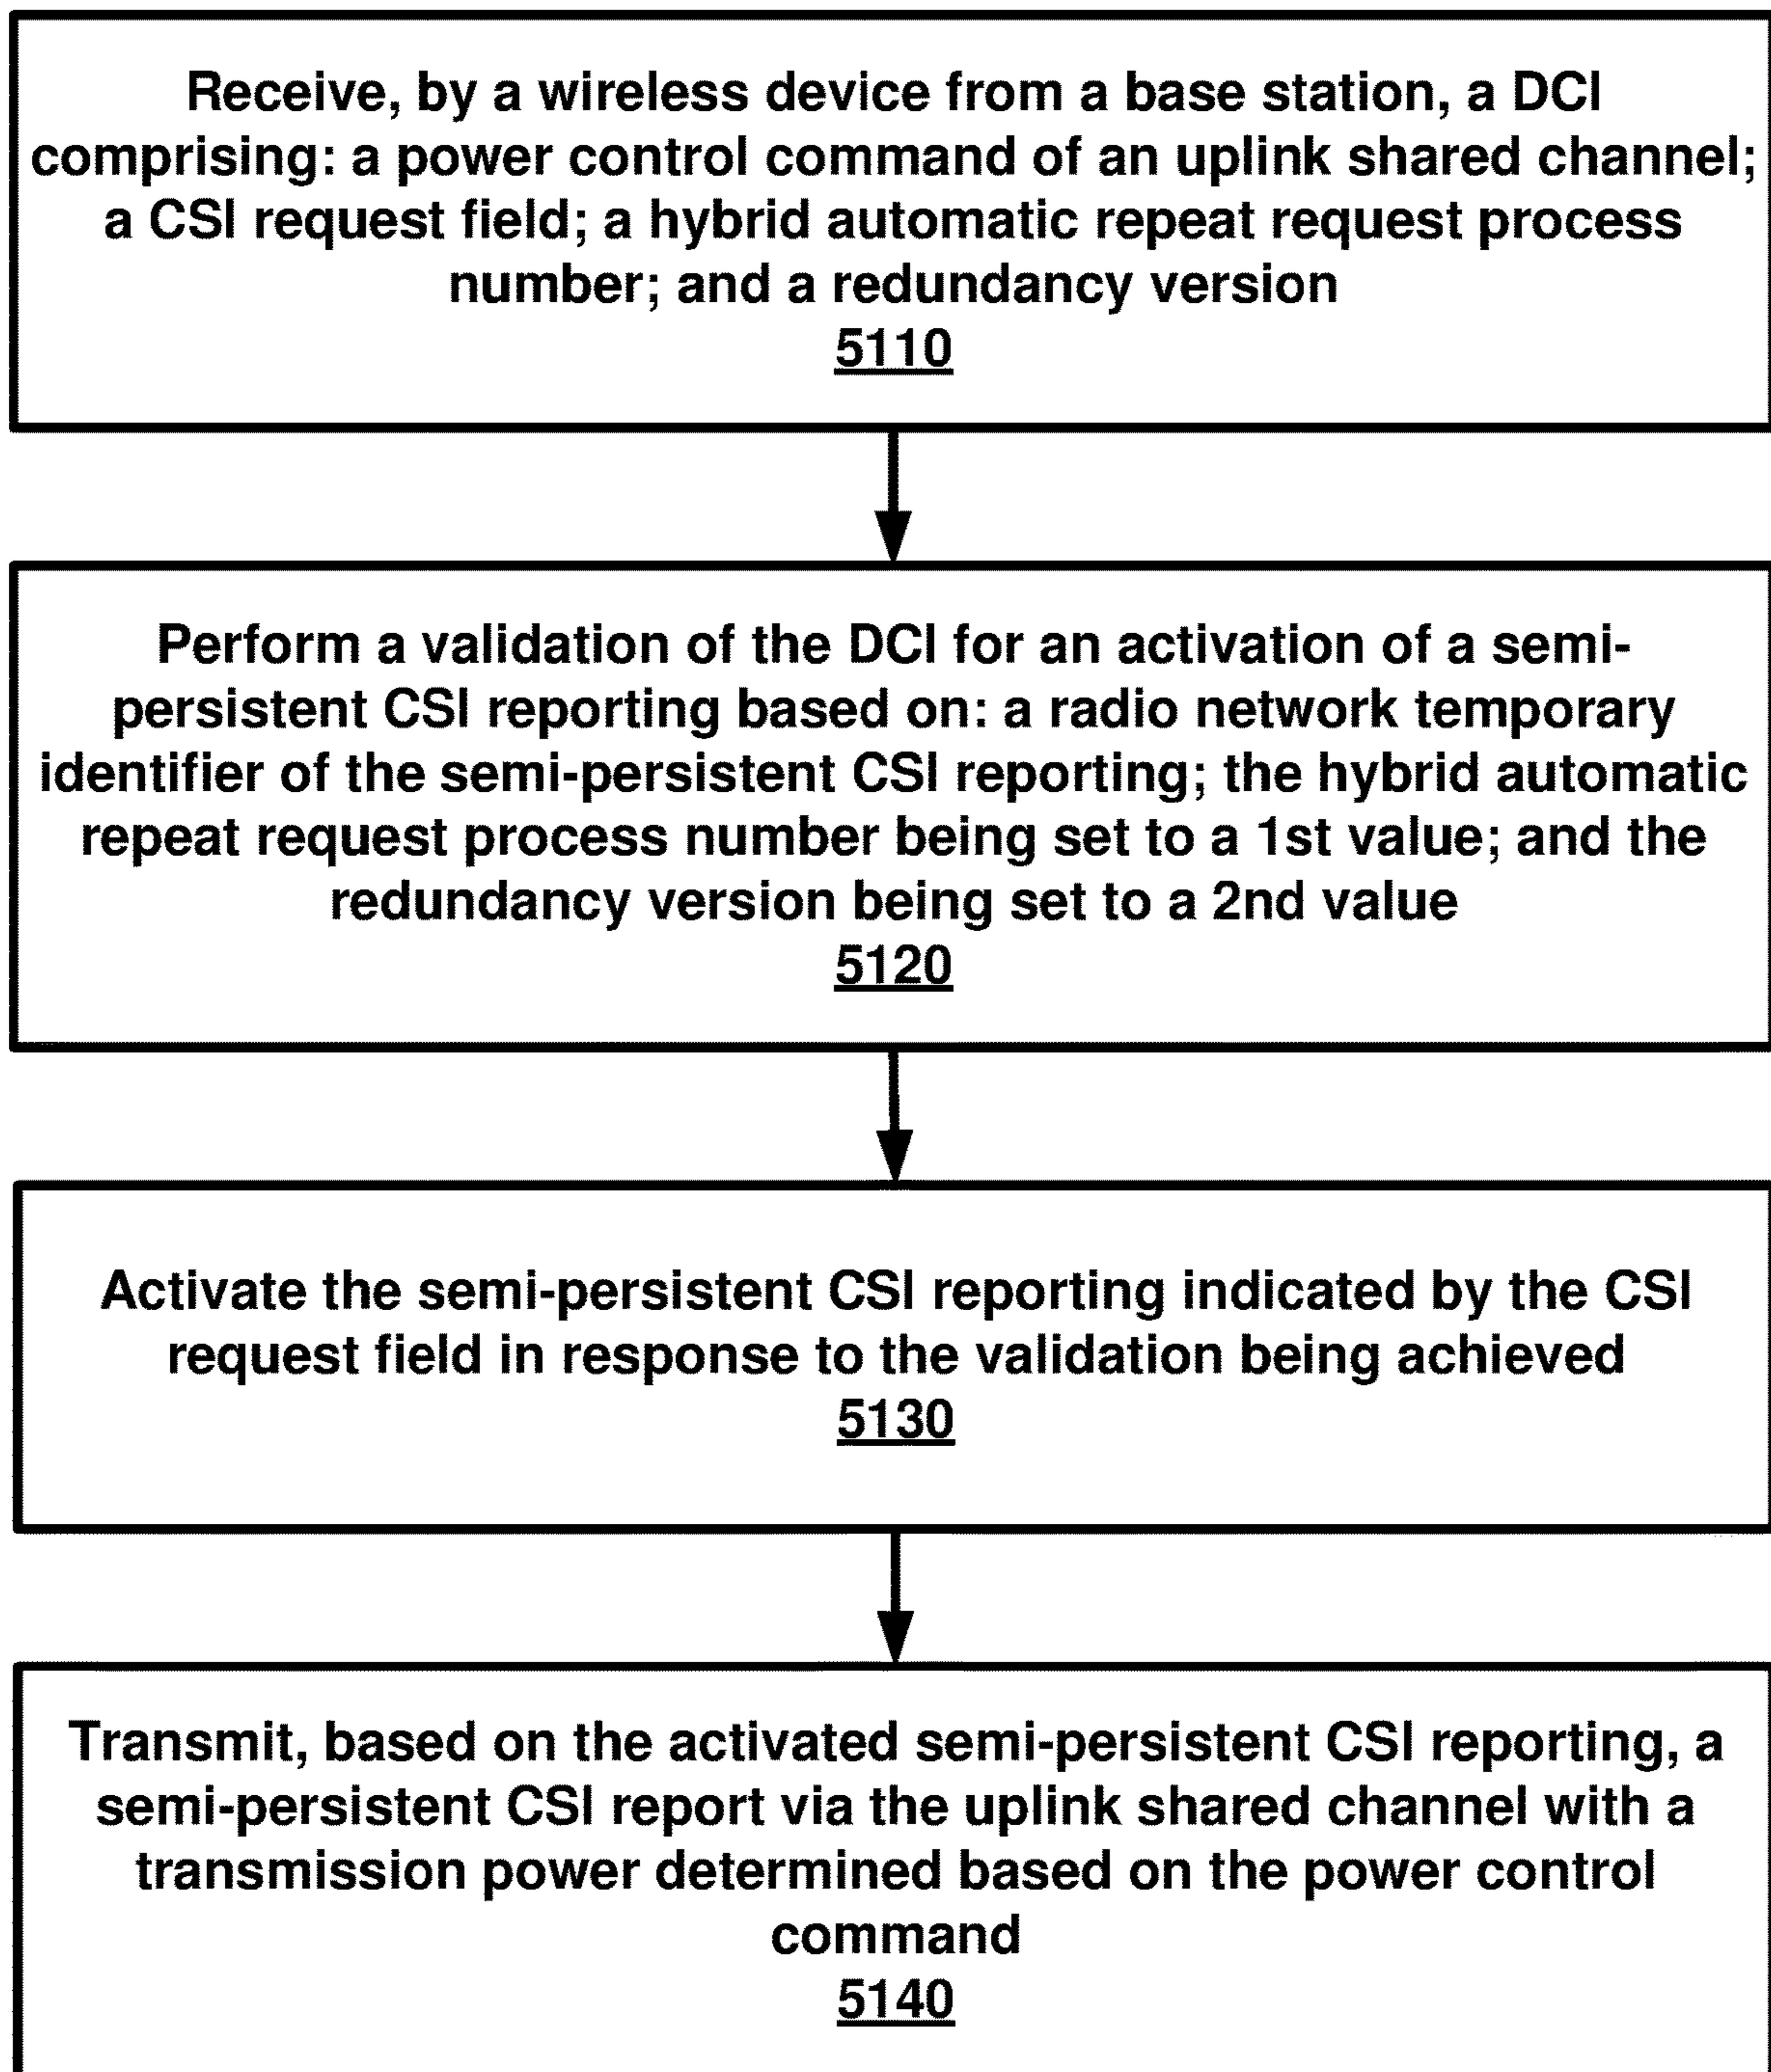 Receive, by a wireless device from a base station, a DCI
comprising: a power control command of an uplink shared channel;
a CSI request field; a hybrid automatic repeat request process
number; and a redundancy version
5110
Perform a validation of the DCI for an activation of a semi-
persistent CSI reporting based on: a radio network temporary
identifier of the semi-persistent CSI reporting; the hybrid automatic
repeat request process number being set to a 1st value; and the
redundancy version being set to a 2nd value
5120
Activate the semi-persistent CSI reporting indicated by the CSI
request field in response to the validation being achieved
5130
Transmit, based on the activated semi-persistent CSI reporting, a
semi-persistent CSI report via the uplink shared channel with a
transmission power determined based on the power control
command
5140